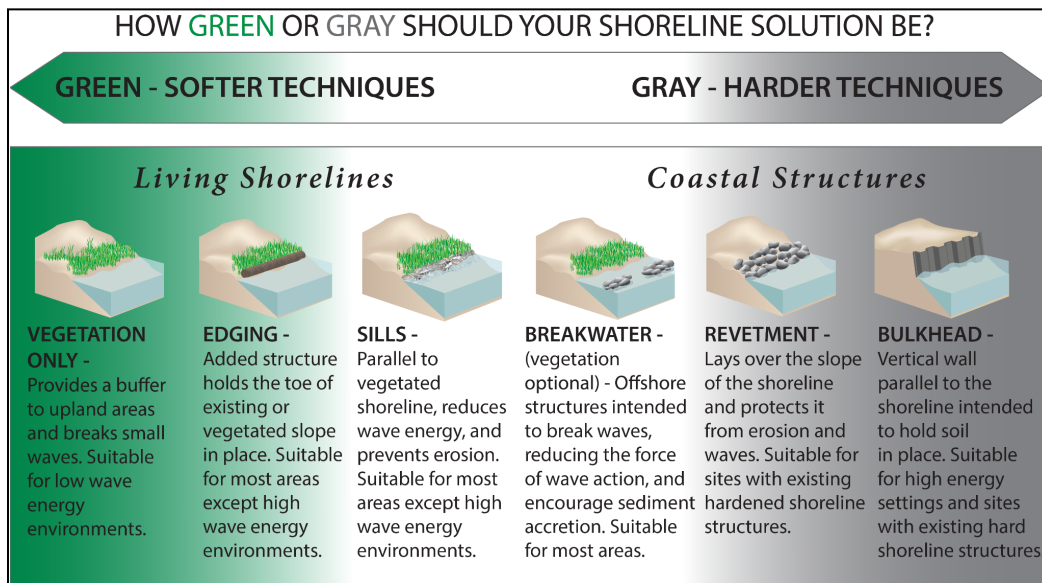 HOW GREEN OR GRAY SHOULD YOUR SHORELINE SOLUTION BE?
GREEN - SOFTER TECHNIQUES
GRAY - HARDER TECHNIQUES
Living Shorelines
Coastal Structures
VEGETATION
ONLY -
Provides a buffer
to upland areas
and breaks small
waves. Suitable
for low wave
energy
environments.
EDGING -
Added structure
holds the toe of
existing or
vegetated slope
in place. Suitable
for most areas
except high
wave energy
environments.
SILLS -
Parallel to
vegetated
shoreline, reduces
wave energy, and
prevents erosion.
Suitable for most
areas except high
wave energy
environments.
BREAKWATER -
(vegetation
optional) - Offshore
structures intended
to break waves,
reducing the force
of wave action, and
encourage sediment
accretion. Suitable
for most areas.
REVETMENT -
Lays over the slope
of the shoreline
and protects it
from erosion and
waves. Suitable for
sites with existing
hardened shoreline
structures.
BULKHEAD -
Vertical wall
parallel to the
shoreline intended
to hold soil
in place. Suitable
for high energy
settings and sites
with existing hard
shoreline structures